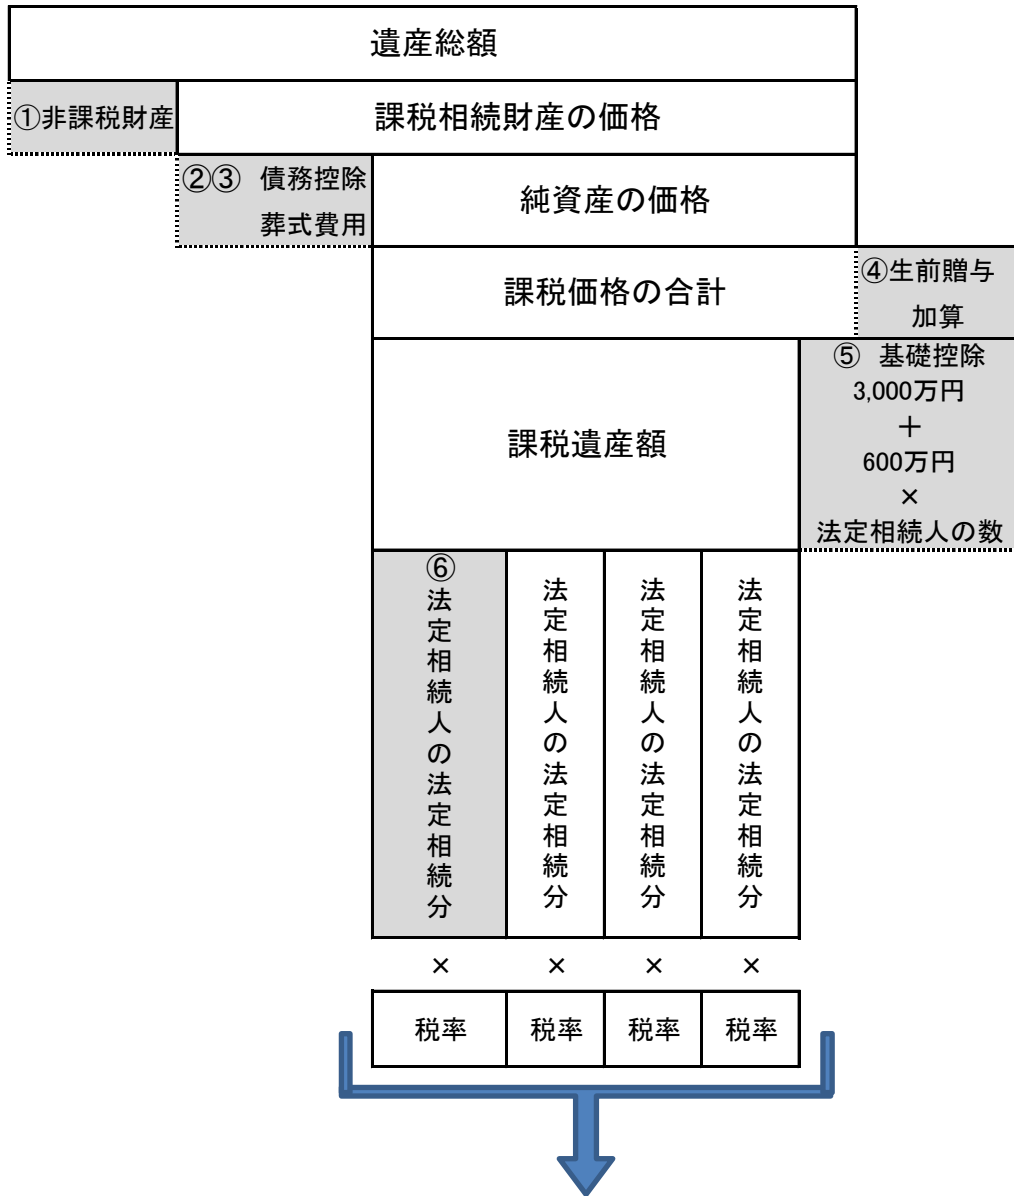 遺産総額
①非課税財産
課税相続財産の価格
②③ 債務控除
葬式費用
純資産の価格
課税価格の合計
④生前贈与
加算
課税遺産額
⑤ 基礎控除
3,000万円
＋
600万円
×
法定相続人の数
⑥
法定相続人の法定相続分
法定相続人の法定相続分
法定相続人の法定相続分
法定相続人の法定相続分
× × × ×
税率 税率 税率 税率